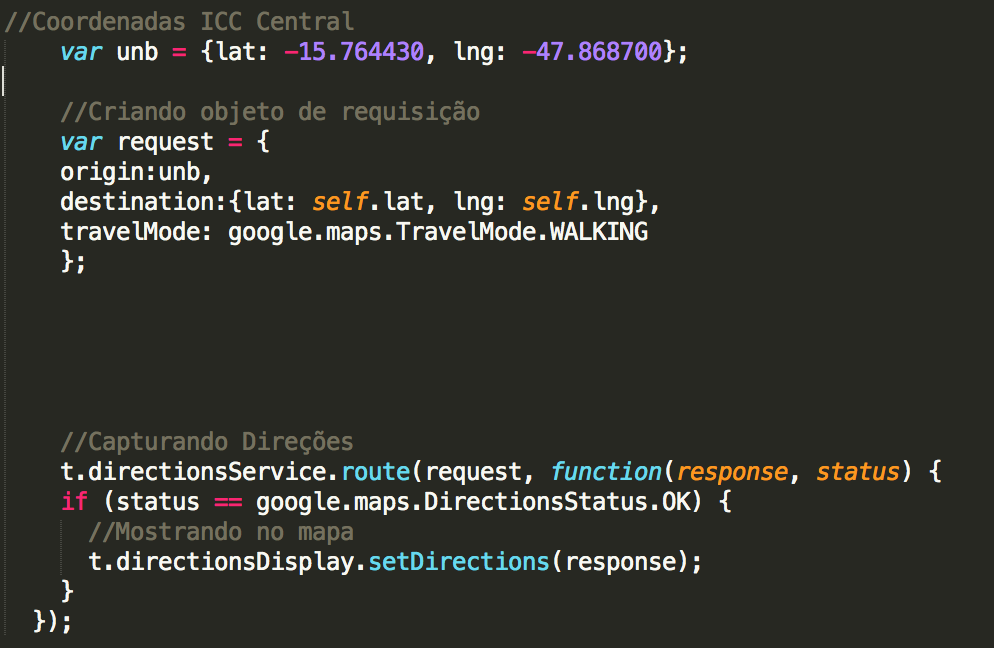 //Coordenadas ICC Central
var unb = {lat: -15.764430, lng: -47.868700};
//Criando objeto de requisição
var request = {
origin:unb,
destination:{lat: self.lat, lng: self.lng},
travelMode: google.maps.TravelMode.WALKING
};
//Capturando Direções
t.directionsService.route(request, function(response, status) {
if (status == google.maps.DirectionsStatus.OK) {
//Mostrando no mapa
t.directionsDisplay.setDirections(response);
}
});